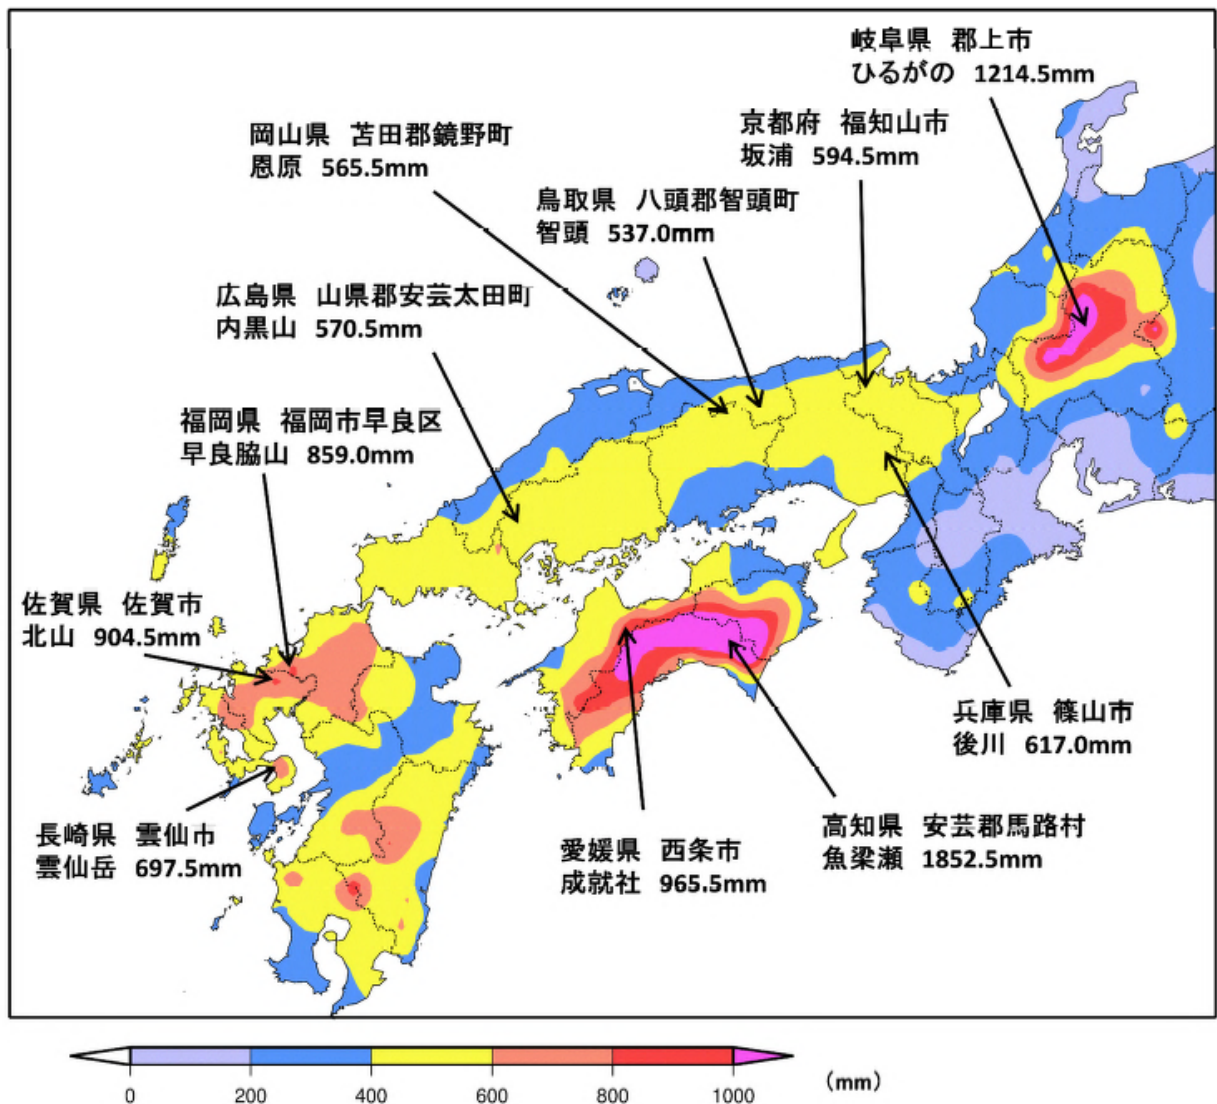 岐阜県 郡上市
ひるがの 1214.5mm
京都府 福知山市
坂浦 594.5mm
岡山県 苫田郡鏡野町
恩原 565.5mm
鳥取県 八頭郡智頭町
智頭 537.0mm
広島県 山県郡安芸太田町
内黒山 570.5mm
福岡県 福岡市早良区
早良脇山 859.0mm
佐賀県 佐賀市
北山 904.5mm
兵庫県 篠山市
後川 617.0mm
長崎県 雲仙市
雲仙岳 697.5mm
愛媛県 西条市
成就社 965.5mm
高知県 安芸郡馬路村
魚梁瀬 1852.5mm
0 200 400 600 800 1000 (mm)